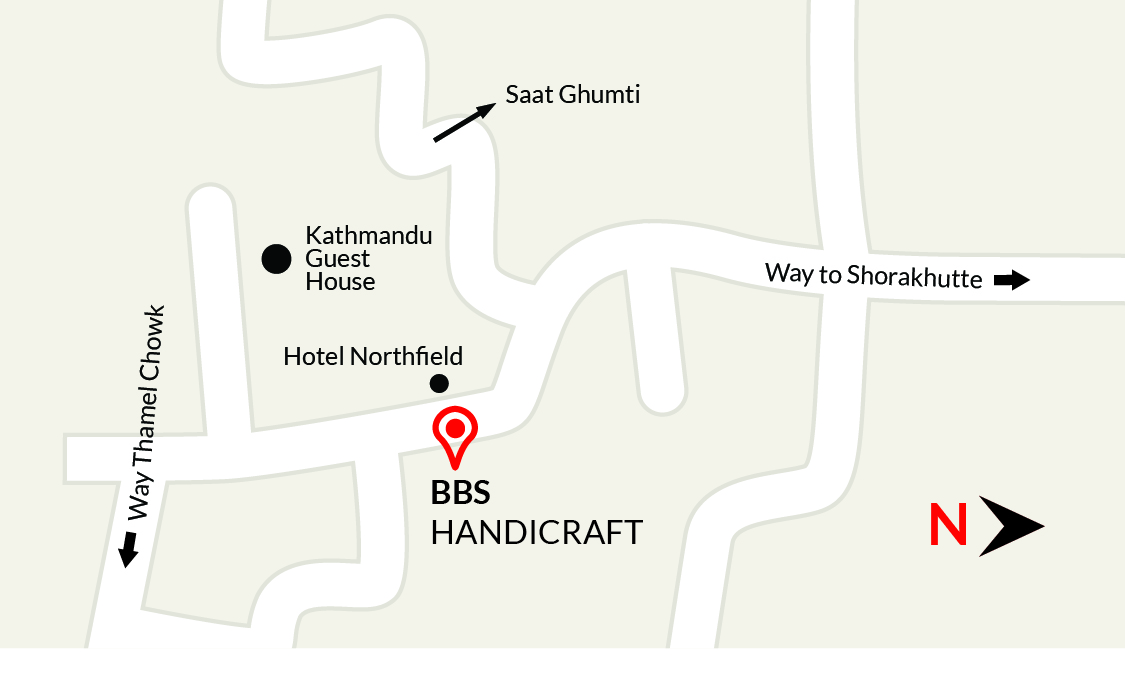 Saat Ghumti
Kathmandu
Guest
House
Way to Shorakhutte
Hotel Northfield
Way Thamel Chowk
BBS
HANDICRAFT
N